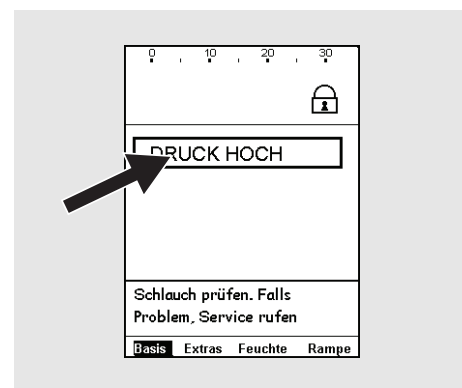 0 10 20 30
DRUCK HOCH
Schlauch prüfen. Falls
Problem, Service rufen
Basis Extras Feuchte Rampe